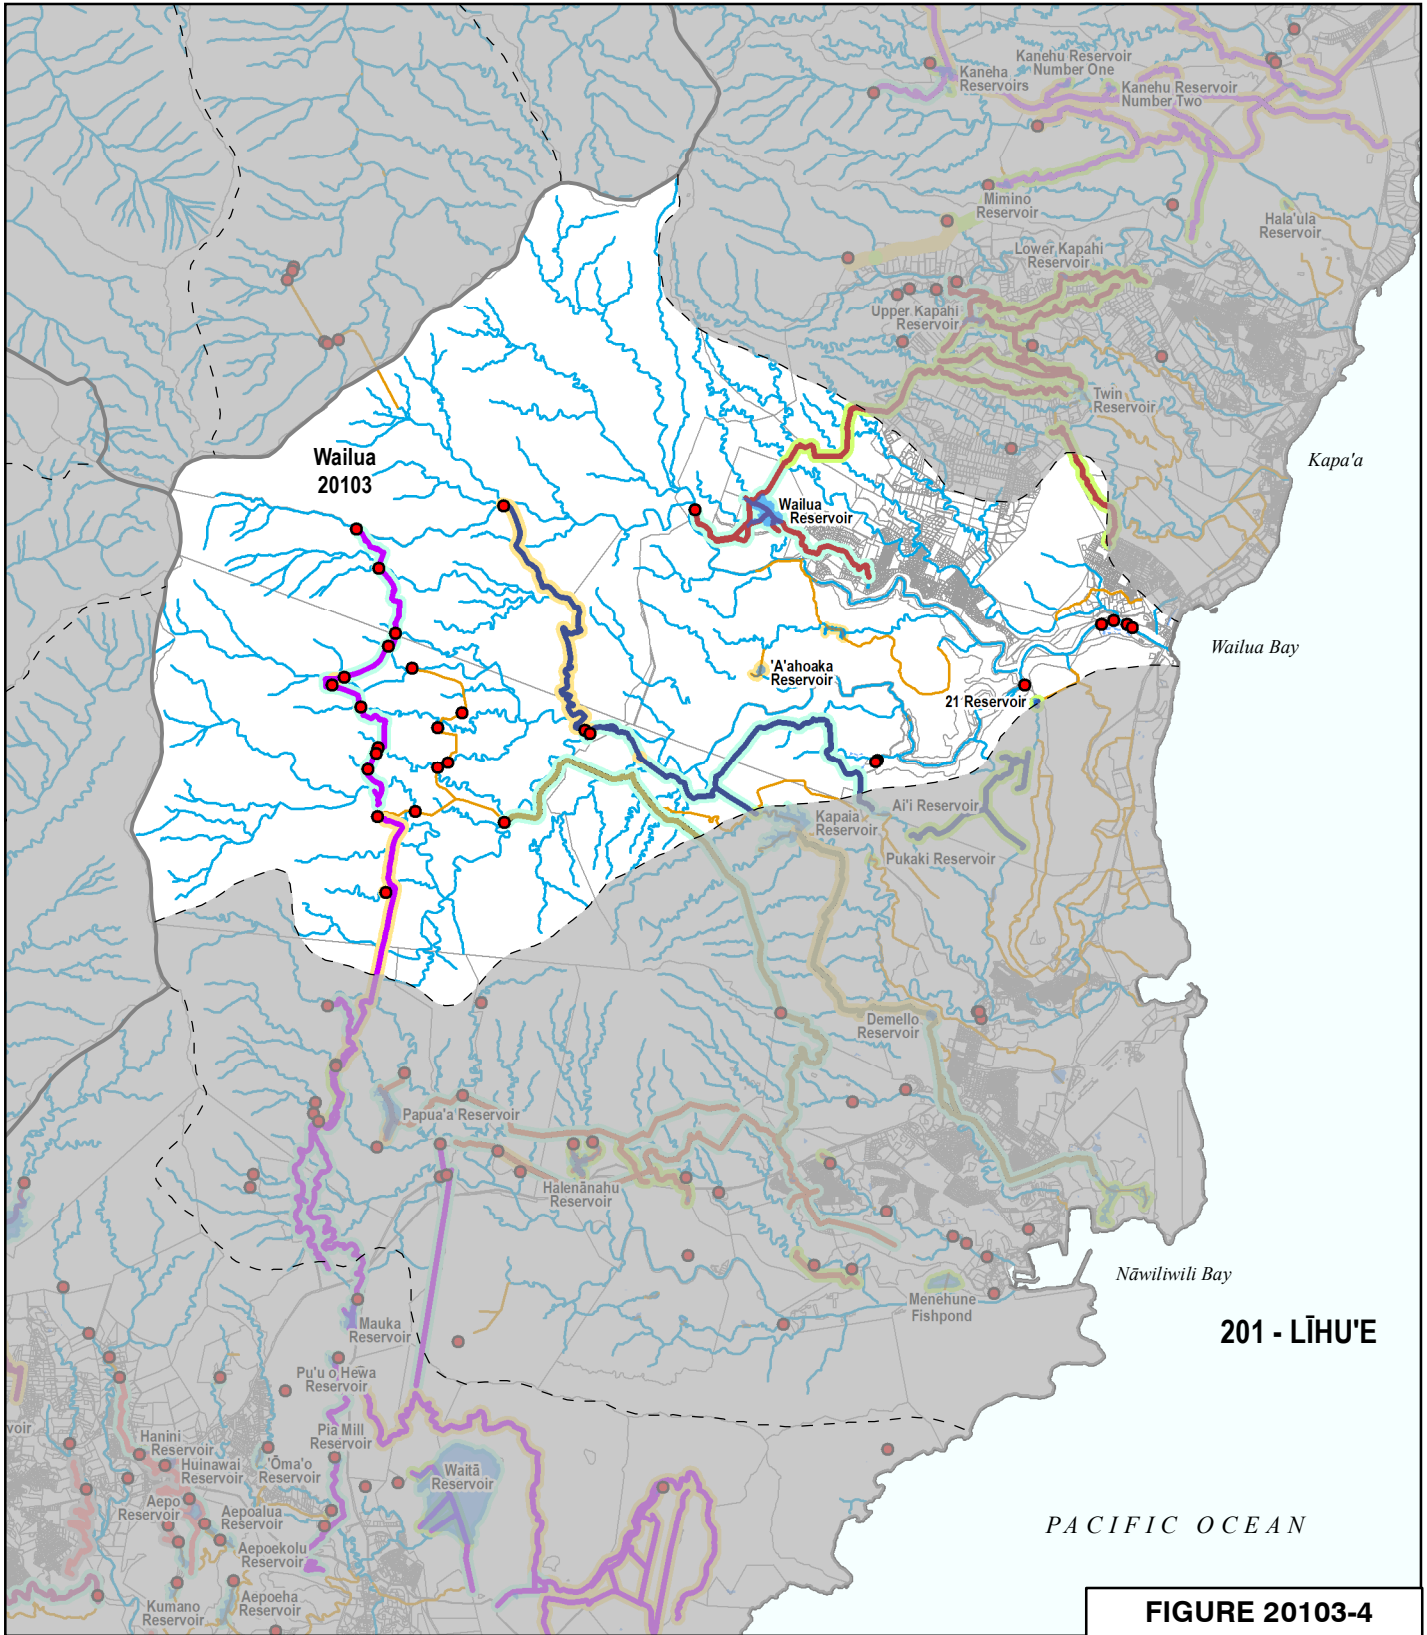 Kaneha
Reservoirs
Kanehu Reservoir
Number One
Kanehu Reservoir
Number Two
Mimino
Reservoir
Hala'ula
Reservoir
Lower Kapahi
Reservoir
Upper Kapahi
Reservoir
Twin
Reservoir
Kapa'a
Wailua
20103
Wailua
Reservoir
Wailua Bay
'A'ahoaka
Reservoir
21 Reservoir
Ai'i Reservoir
Kapaia
Reservoir
Pukaki Reservoir
Demello
Reservoir
Papua'a Reservoir
Halenānahu
Reservoir
Nāwiliwili Bay
Menehune
Fishpond
Mauka
Reservoir
201 - LĪHU'E
Pu'u o Hewa
Reservoir
voir
Pia Mill
Reservoir
Hanini
Reservoir
Huinawai
Reservoir
'Ōma'o
Reservoir
Waitā
Reservoir
Aepo
Reservoir
Aepoalua
Reservoir
Aepoekolu
Reservoir
PACIFIC OCEAN
Kumano
Reservoir
Aepoeha
Reservoir
FIGURE 20103-4